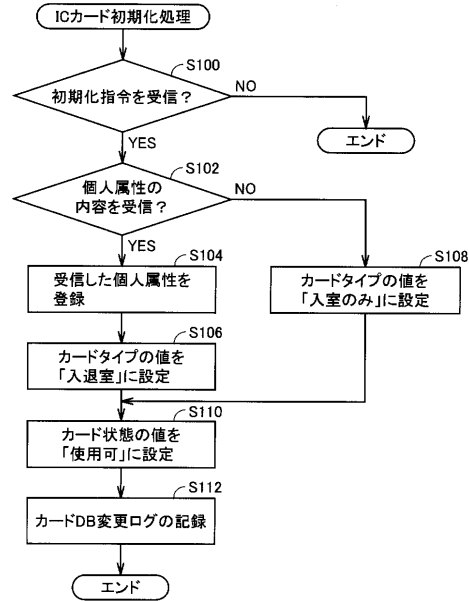 ICカード初期化処理
S100
初期化指令を受信？
NO
エンド
YES
S102
個人属性の
内容を受信？
NO
YES
S104
受信した個人属性を
登録
S108
カードタイプの値を
「入室のみ」に設定
S106
カードタイプの値を
「入退室」に設定
S110
カード状態の値を
「使用可」に設定
S112
カードDB変更ログの記録
エンド